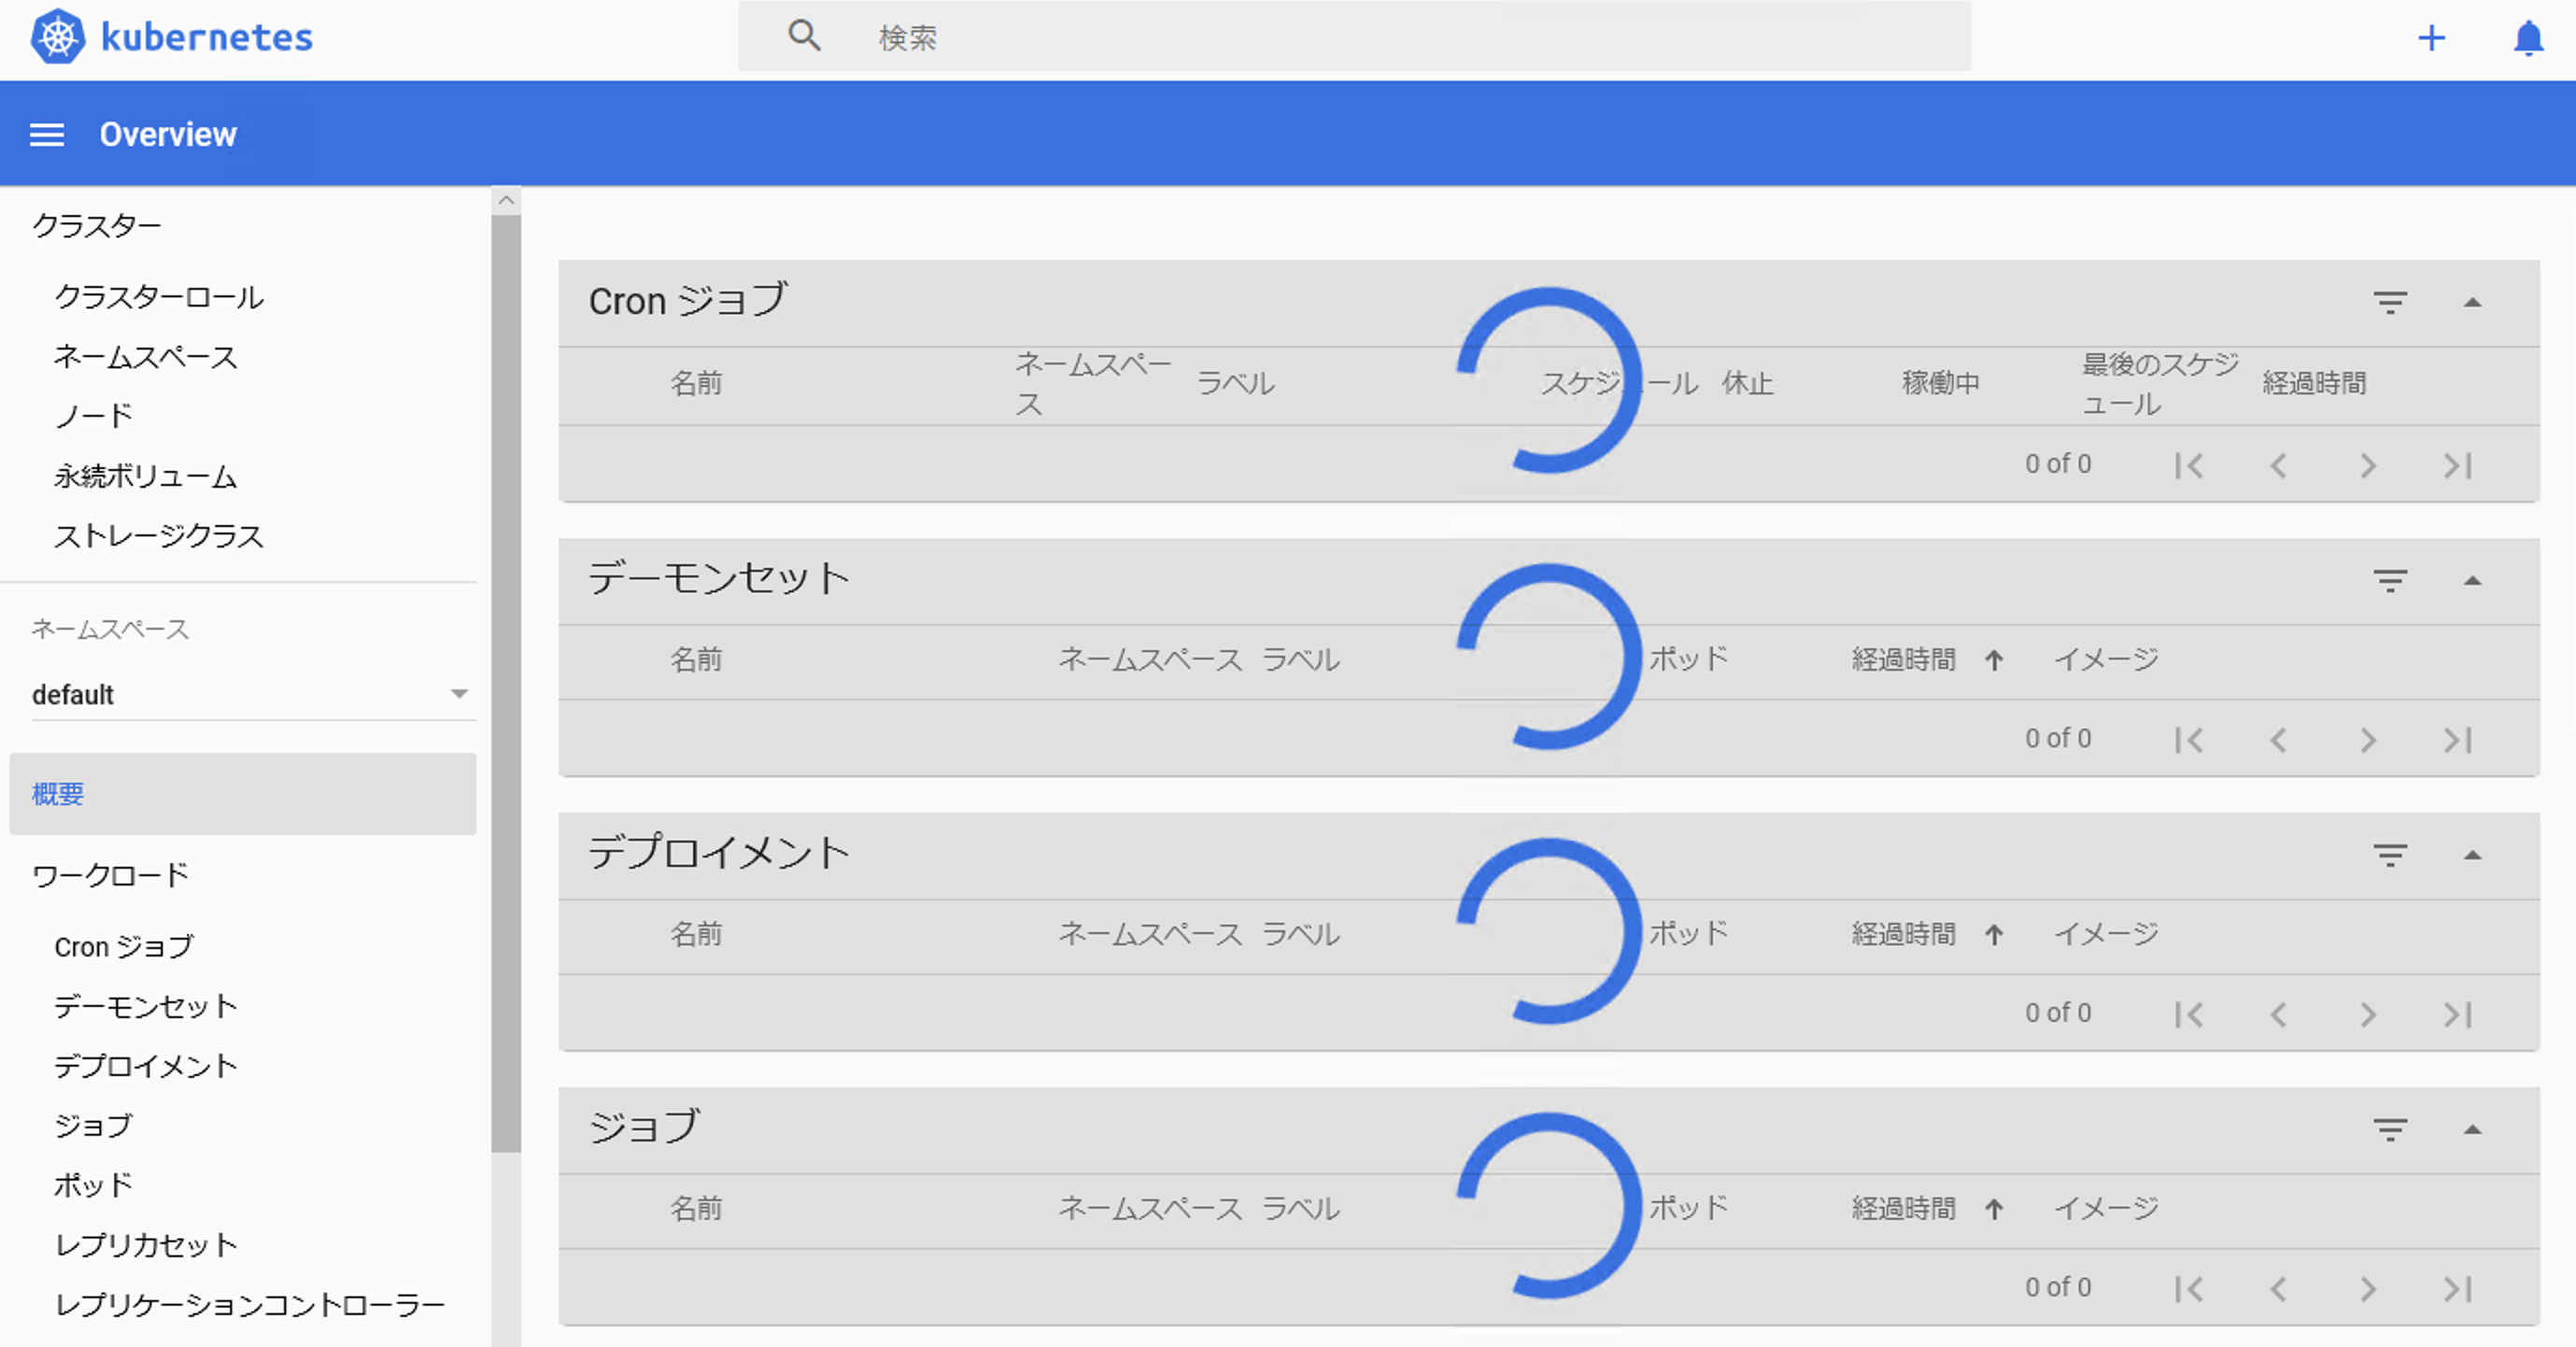 kubernetes
検索
Overview
クラスター
クラスターロール
ネームスペース
ノード
永続ボリューム
ストレージクラス
ネームスペース
default
概要
ワークロード
Cron ジョブ
デーモンセット
デプロイメント
ジョブ
ポッド
レプリカセット
レプリケーションコントローラー
Cron ジョブ
名前 ネームスペー
ス ラベル スケジュール 休止 稼働中 最後のスケジ
ュール 経過時間
0 of 0
デーモンセット
名前 ネームスペース ラベル ポッド 経過時間 イメージ
0 of 0
デプロイメント
名前 ネームスペース ラベル ポッド 経過時間 イメージ
0 of 0
ジョブ
名前 ネームスペース ラベル ポッド 経過時間 イメージ
0 of 0